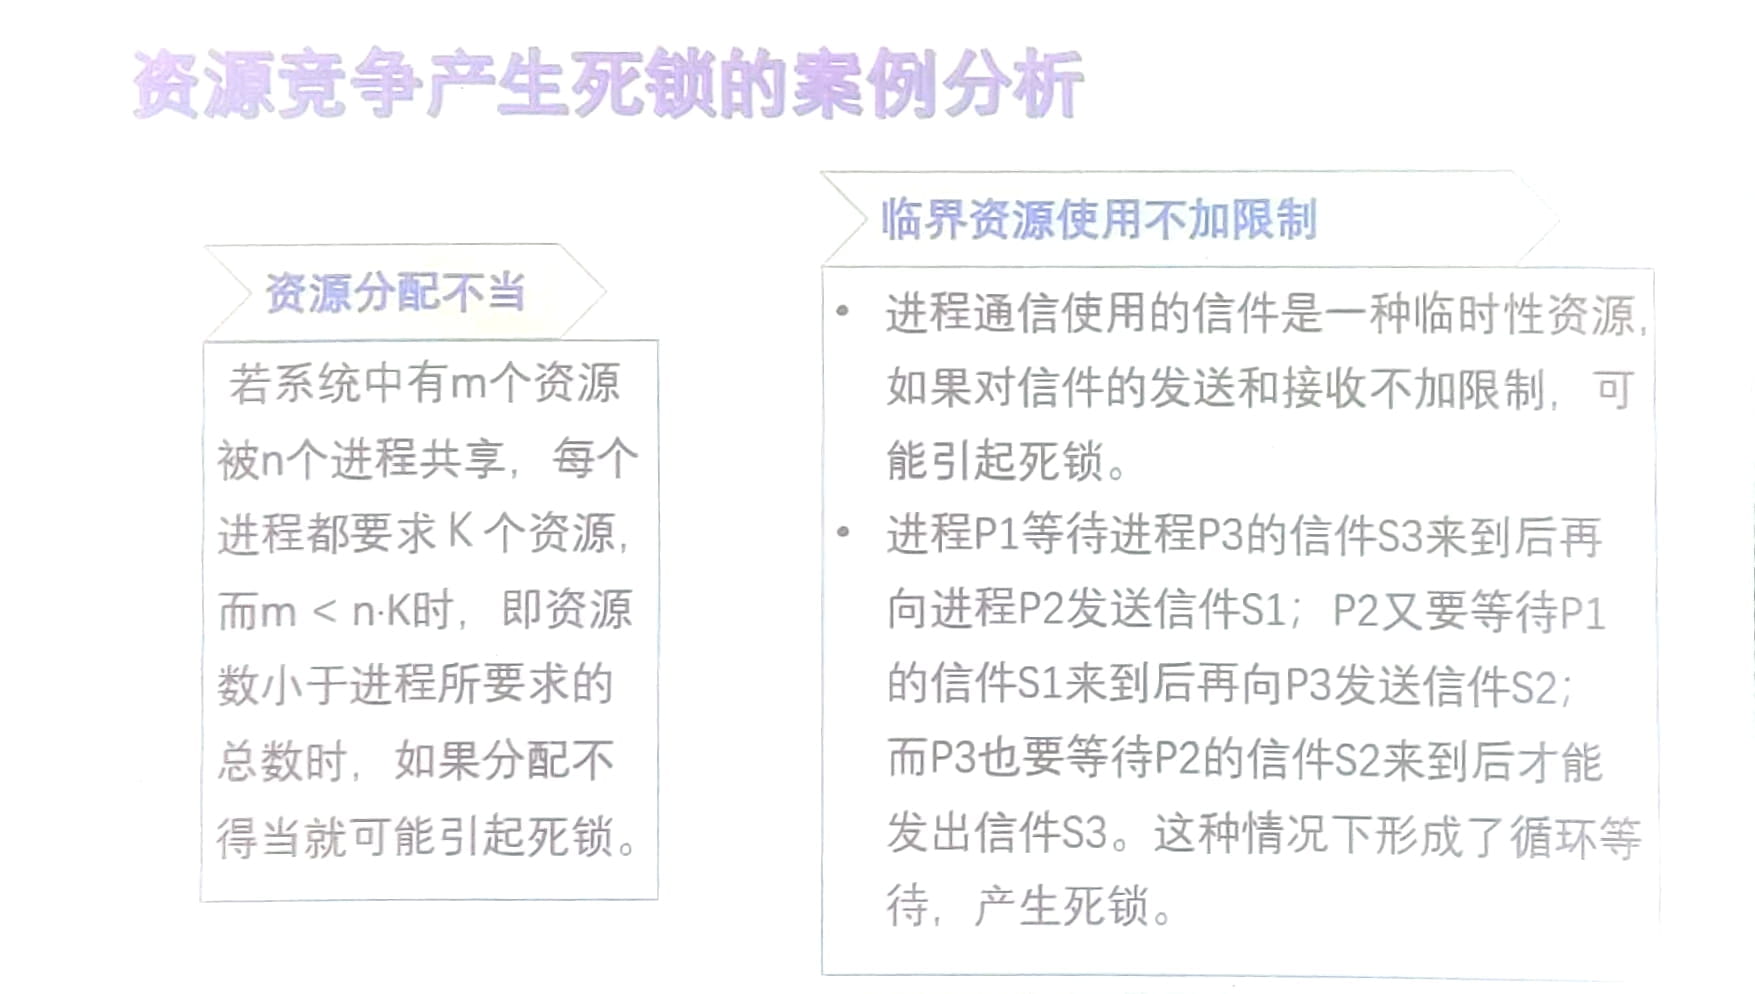 资源竞争产生死锁的案例分析
资源分配不当
若系统中有m个资源
被n个进程共享，每个
进程都要求K个资源，
而m < n·K时，即资源
数小于进程所要求的
总数时，如果分配不
得当就可能引起死锁。
临界资源使用不加限制
• 进程通信使用的信件是一种临时性资源，
如果对信件的发送和接收不加限制，可
能引起死锁。
• 进程P1等待进程P3的信件S3来到后再
向进程P2发送信件S1；P2又要等待P1
的信件S1来到后再向P3发送信件S2；
而P3也要等待P2的信件S2来到后才能
发出信件S3。这种情况下形成了循环等
待，产生死锁。